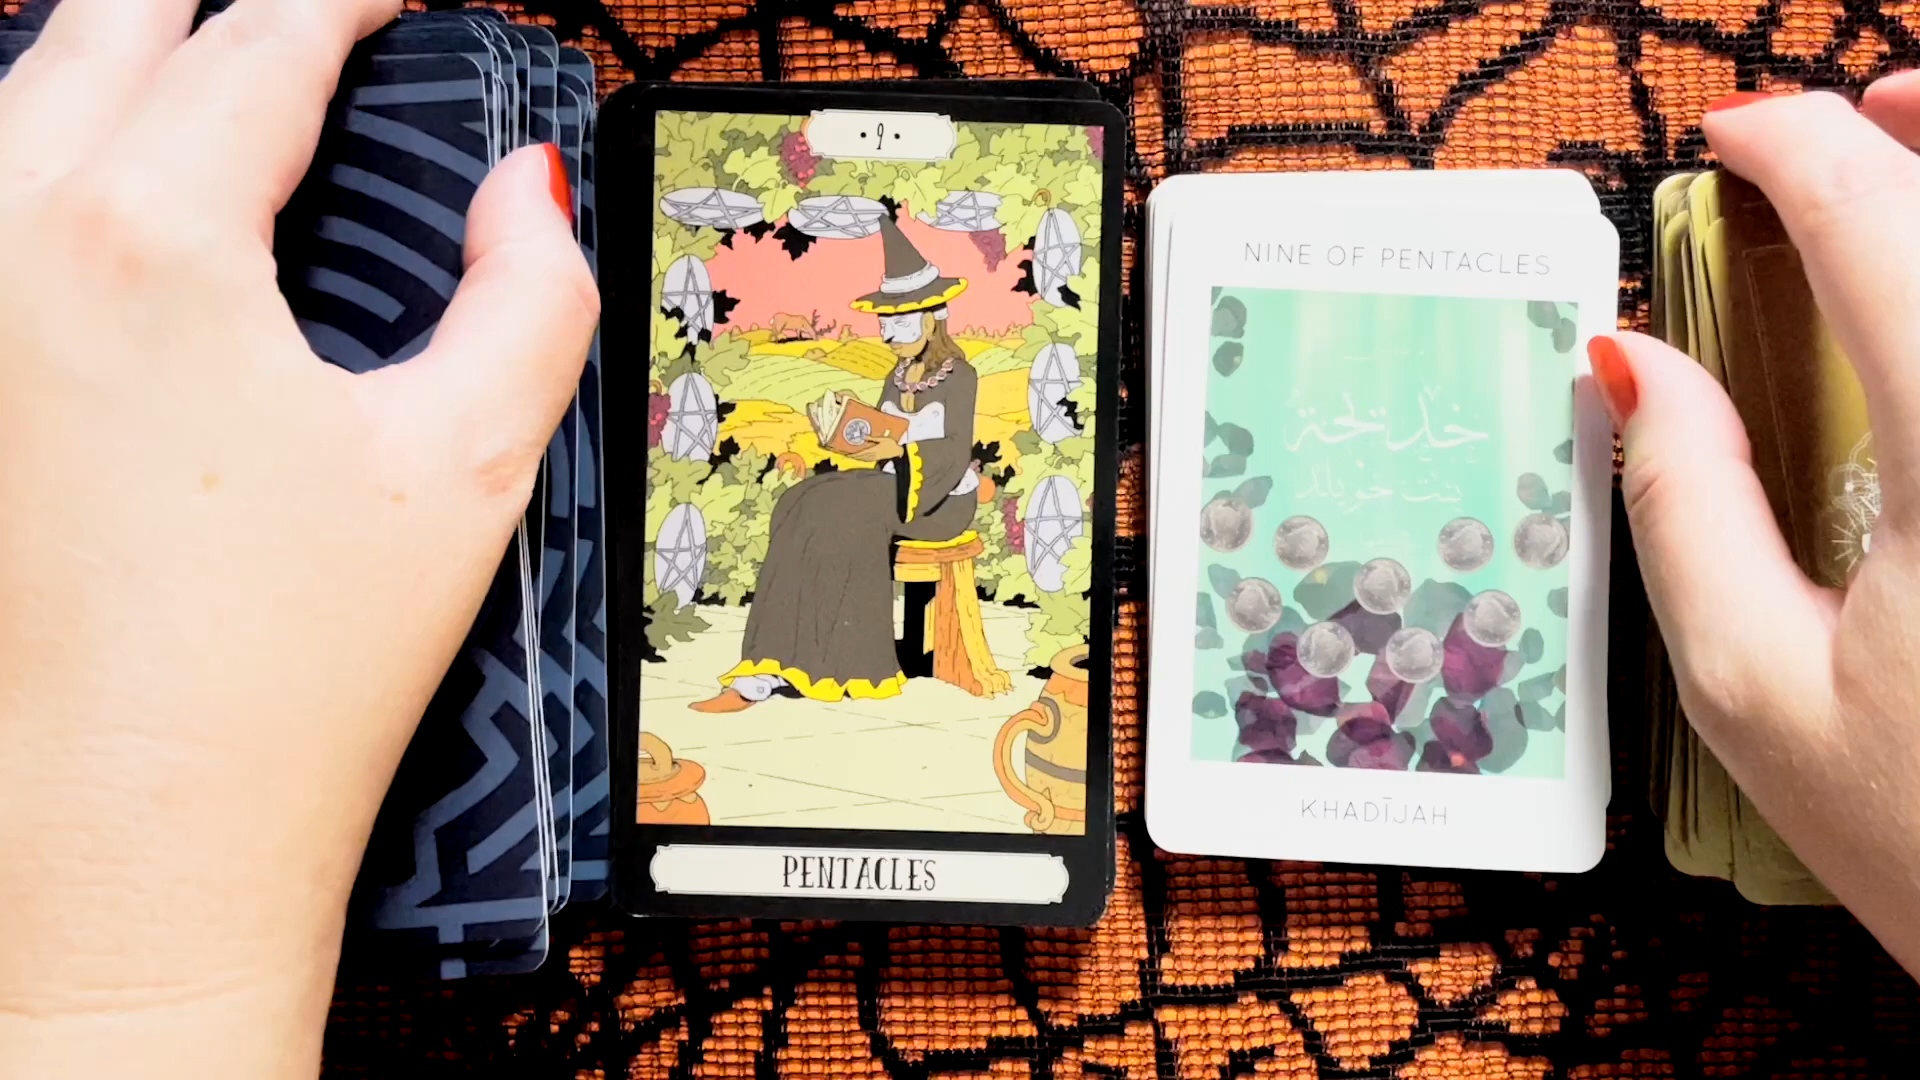 • 9 •
PENTACLES
NINE OF PENTACLES
خديجة
بنت خويلد
KHADĪJAH